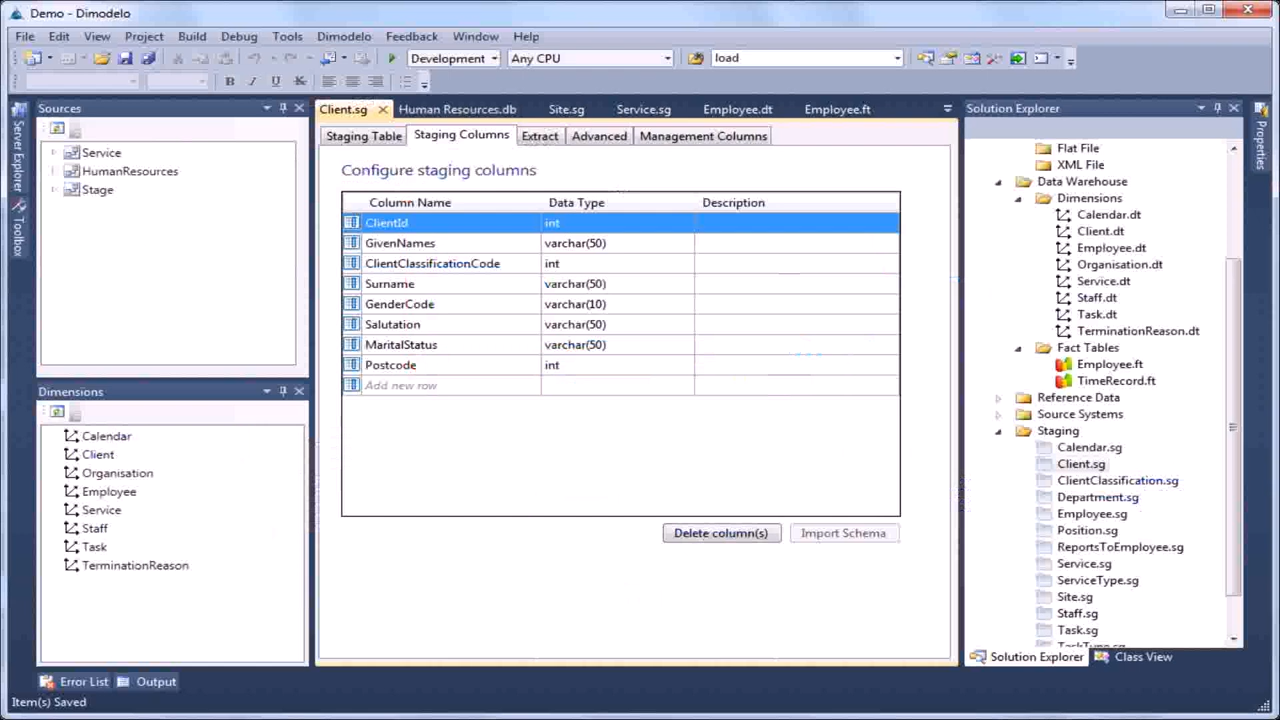 Demo - Dimodelo
File Edit View Project Build Debug Tools Dimodelo Feedback Window Help
Development Any CPU load
B I U
Server Explorer
Toolbox
Sources
Service
HumanResources
Stage
Dimensions
Calendar
Client
Organisation
Employee
Service
Staff
Task
TerminationReason
Client.sg Human Resources.db Site.sg Service.sg Employee.dt Employee.ft
Staging Table Staging Columns Extract Advanced Management Columns
Configure staging columns
Column Name Data Type Description
ClientId int
GivenNames varchar(50)
ClientClassificationCode int
Surname varchar(50)
GenderCode varchar(10)
Salutation varchar(50)
MaritalStatus varchar(50)
Postcode int
Add new row
Delete column(s) Import Schema
Solution Explorer
Flat File
XML File
Data Warehouse
Dimensions
Calendar.dt
Client.dt
Employee.dt
Organisation.dt
Service.dt
Staff.dt
Task.dt
TerminationReason.dt
Fact Tables
Employee.ft
TimeRecord.ft
Reference Data
Source Systems
Staging
Calendar.sg
Client.sg
ClientClassification.sg
Department.sg
Employee.sg
Position.sg
ReportsToEmployee.sg
Service.sg
ServiceType.sg
Site.sg
Staff.sg
Task.sg
Solution Explorer Class View
Properties
Error List Output
Item(s) Saved